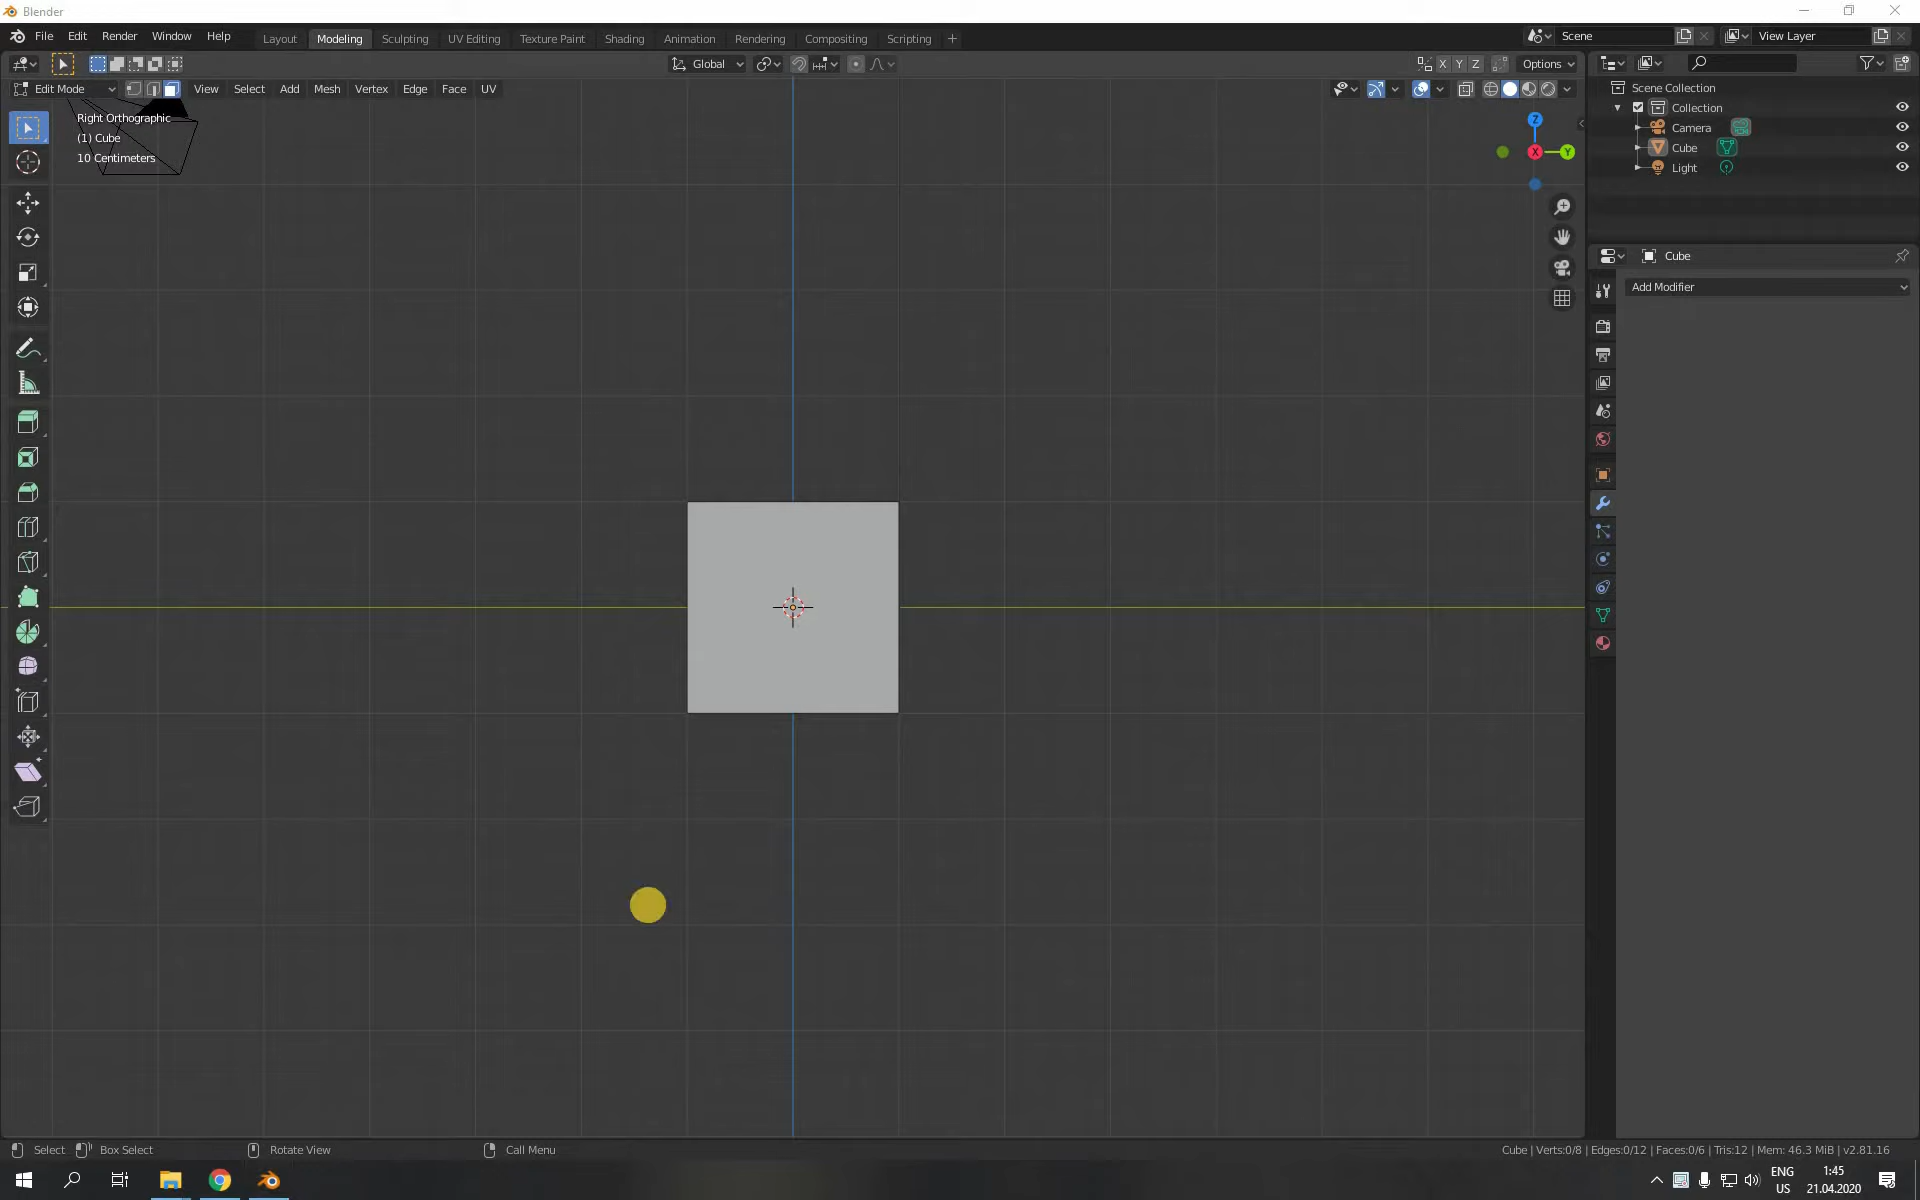 Blender
File Edit Render Window Help Layout Modeling Sculpting UV Editing Texture Paint Shading Animation Rendering Compositing Scripting + Scene View Layer
Global X Y Z Options
Edit Mode View Select Add Mesh Vertex Edge Face UV
Right Orthographic
(1) Cube
10 Centimeters
Z
X
Y
Scene Collection
Collection
Camera
Cube
Light
Cube
Add Modifier
Select Box Select Rotate View Call Menu Cube | Verts:0/8 | Edges:0/12 | Faces:0/6 | Tris:12 | Mem: 46.3 MiB | v2.81.16
ENG 1:45
US 21.04.2020